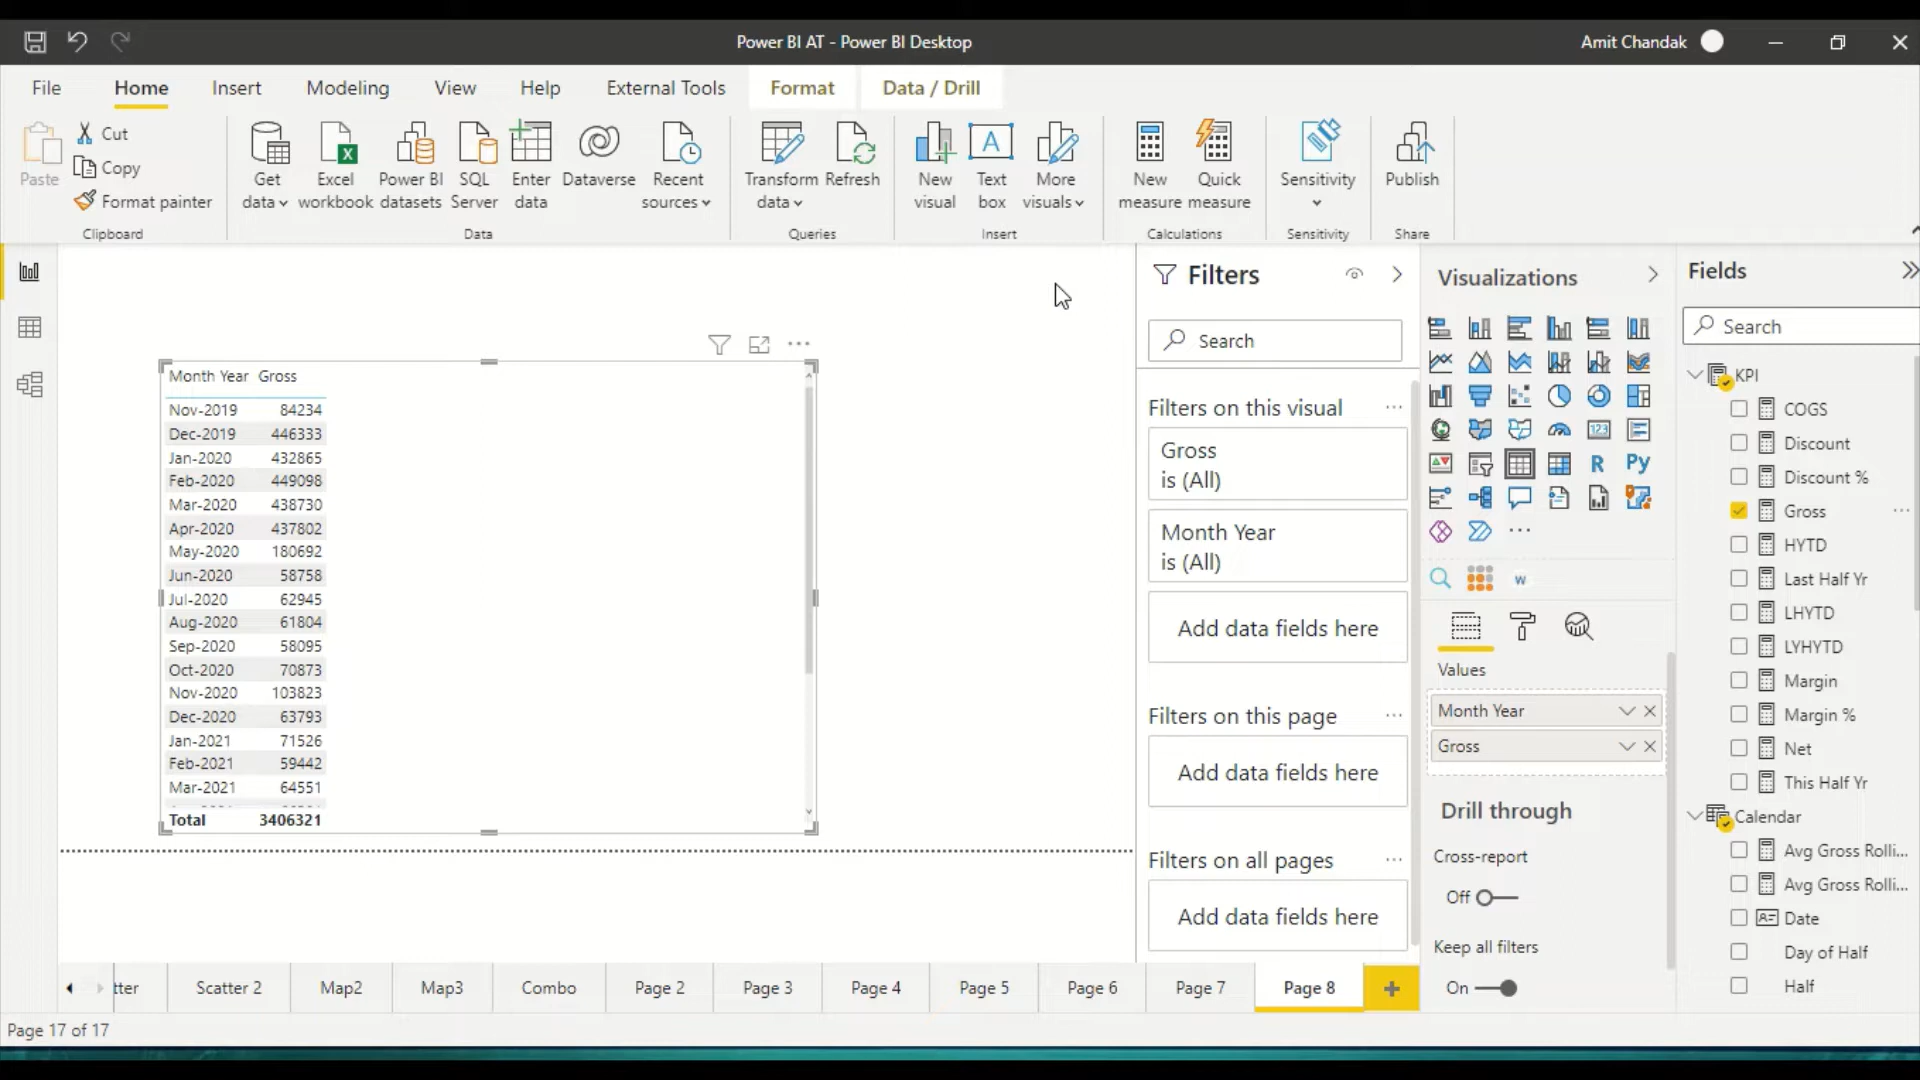 Power BI AT - Power BI Desktop
Amit Chandak
File
Home
Insert
Modeling
View
Help
External Tools
Format
Data / Drill
Paste
Cut
Copy
Format painter
Clipboard
Get data
Excel workbook
Power BI datasets
SQL Server
Enter data
Dataverse
Recent sources
Data
Transform data
Refresh
Queries
New visual
Text box
More visuals
Insert
New measure
Quick measure
Calculations
Sensitivity
Sensitivity
Publish
Share
Month Year Gross
Nov-2019 84234
Dec-2019 446333
Jan-2020 432865
Feb-2020 449098
Mar-2020 438730
Apr-2020 437802
May-2020 180692
Jun-2020 58758
Jul-2020 62945
Aug-2020 61804
Sep-2020 58095
Oct-2020 70873
Nov-2020 103823
Dec-2020 63793
Jan-2021 71526
Feb-2021 59442
Mar-2021 64551
Total 3406321
Filters
Search
Filters on this visual
Gross
is (All)
Month Year
is (All)
Add data fields here
Filters on this page
Add data fields here
Filters on all pages
Add data fields here
Visualizations
123
R
Py
W
Values
Month Year
Gross
Drill through
Cross-report
Off
Keep all filters
On
Fields
Search
KPI
COGS
Discount
Discount %
Gross
HYTD
Last Half Yr
LHYTD
LYHYTD
Margin
Margin %
Net
This Half Yr
Calendar
Avg Gross Rolli...
Avg Gross Rolli...
Date
Day of Half
Half
tter
Scatter 2
Map2
Map3
Combo
Page 2
Page 3
Page 4
Page 5
Page 6
Page 7
Page 8
Page 17 of 17